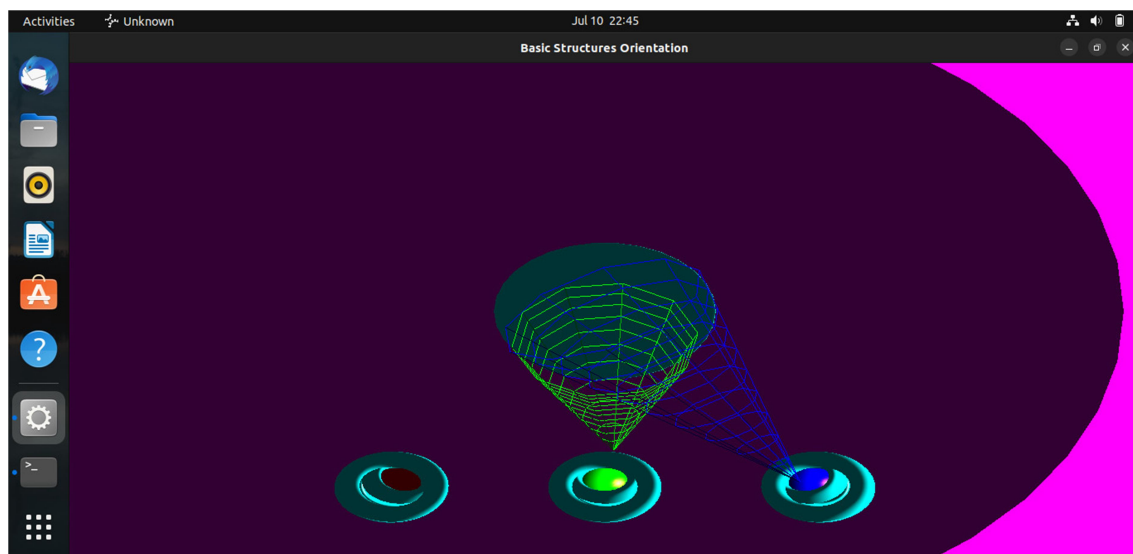 Activities
Unknown
Jul 10 22:45
Basic Structures Orientation
A
?
>_